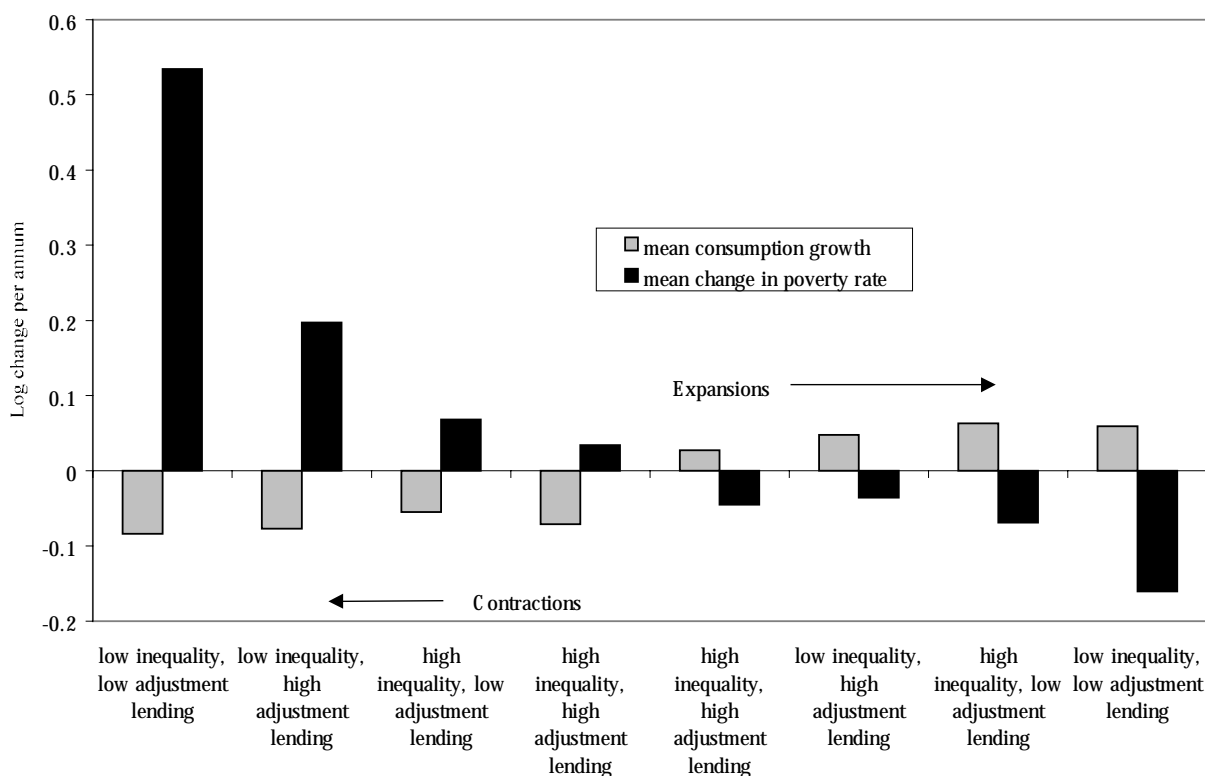 0.6
0.5
0.4
0.3
0.2
0.1
0
-0.1
-0.2
Log change per annum
mean consumption growth
mean change in poverty rate
Expansions
Contractions
low inequality,
low adjustment
lending
low inequality,
high
adjustment
lending
high
inequality, low
adjustment
lending
high
inequality,
high
adjustment
lending
high
inequality,
high
adjustment
lending
low inequality,
high
adjustment
lending
high
inequality, low
adjustment
lending
low inequality,
low adjustment
lending